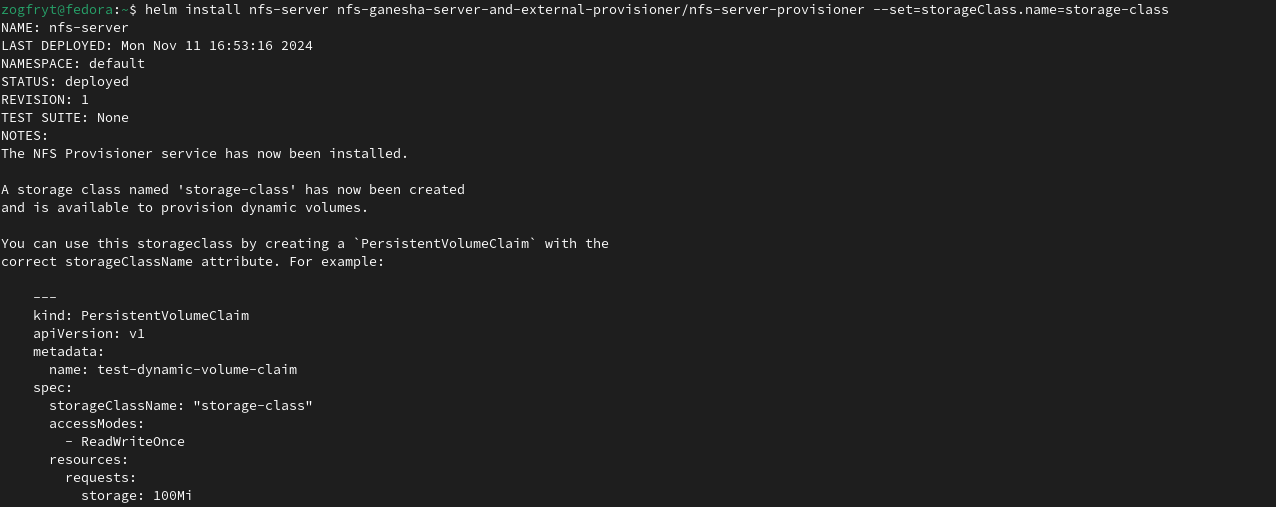 zogfryt@fedora:~$ helm install nfs-server nfs-ganesha-server-and-external-provisioner/nfs-server-provisioner --set=storageClass.name=storage-class
NAME: nfs-server
LAST DEPLOYED: Mon Nov 11 16:53:16 2024
NAMESPACE: default
STATUS: deployed
REVISION: 1
TEST SUITE: None
NOTES:
The NFS Provisioner service has now been installed.

A storage class named 'storage-class' has now been created
and is available to provision dynamic volumes.

You can use this storageclass by creating a `PersistentVolumeClaim` with the
correct storageClassName attribute. For example:

    ---
    kind: PersistentVolumeClaim
    apiVersion: v1
    metadata:
      name: test-dynamic-volume-claim
    spec:
      storageClassName: "storage-class"
      accessModes:
        - ReadWriteOnce
      resources:
        requests:
          storage: 100Mi